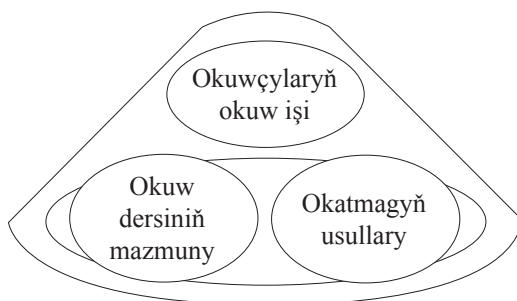 Okuwçylaryň
okuw işi
Okuw
dersiniň
mazmuny
Okatmagyň
usullary